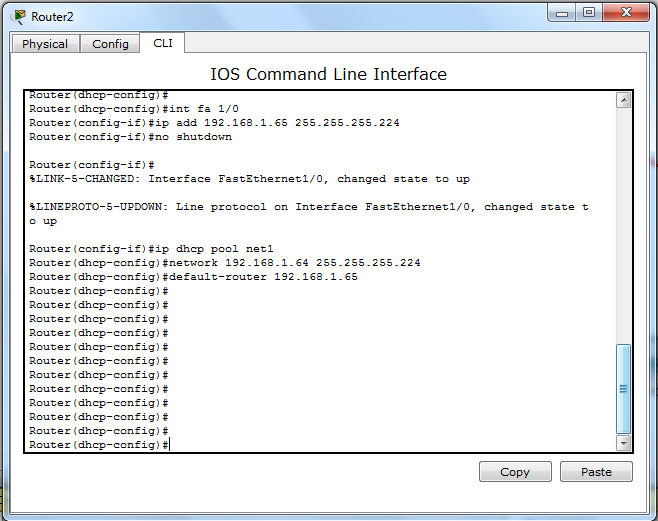 Router2
Physical Config CLI
IOS Command Line Interface
Router(dhcp-config)#
Router(dhcp-config)#int fa 1/0
Router(config-if)#ip add 192.168.1.65 255.255.255.224
Router(config-if)#no shutdown
Router(config-if)#
%LINK-5-CHANGED: Interface FastEthernet1/0, changed state to up
%LINEPROTO-5-UPDOWN: Line protocol on Interface FastEthernet1/0, changed state t
o up
Router(config-if)#ip dhcp pool net1
Router(dhcp-config)#network 192.168.1.64 255.255.255.224
Router(dhcp-config)#default-router 192.168.1.65
Router(dhcp-config)#
Router(dhcp-config)#
Router(dhcp-config)#
Router(dhcp-config)#
Router(dhcp-config)#
Router(dhcp-config)#
Router(dhcp-config)#
Router(dhcp-config)#
Router(dhcp-config)#
Router(dhcp-config)#
Router(dhcp-config)#
Router(dhcp-config)#
Copy Paste